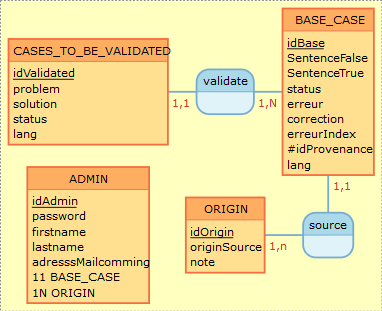 BASE_CASE
idBase
SentenceFalse
SentenceTrue
status
erreur
correction
erreurIndex
#idProvenance
lang
CASES_TO_BE_VALIDATED
idValidated
problem
solution
status
lang
validate
1,1
1,N
1,1
ADMIN
idAdmin
password
firstname
lastname
adresssMailcomming
11 BASE_CASE
1N ORIGIN
ORIGIN
idOrigin
originSource
note
source
1,n